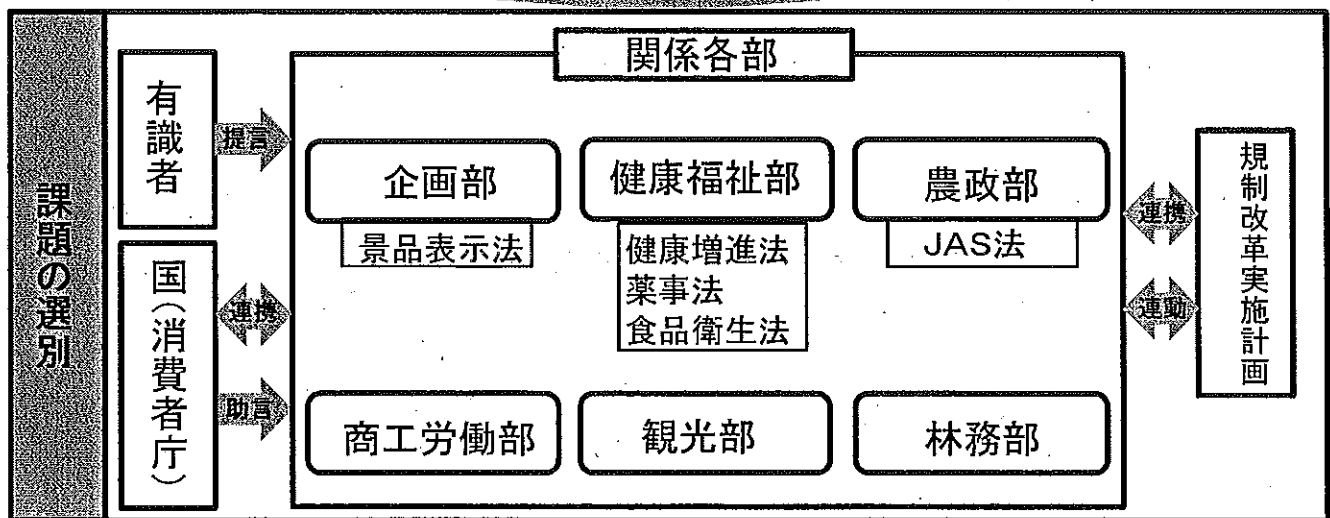 課題の選別
有識者
提言
国(消費者庁)
連携
助言
関係各部
企画部
景品表示法
健康福祉部
健康増進法
薬事法
食品衛生法
農政部
JAS法
商工労働部
観光部
林務部
連携
連動
規制改革実施計画